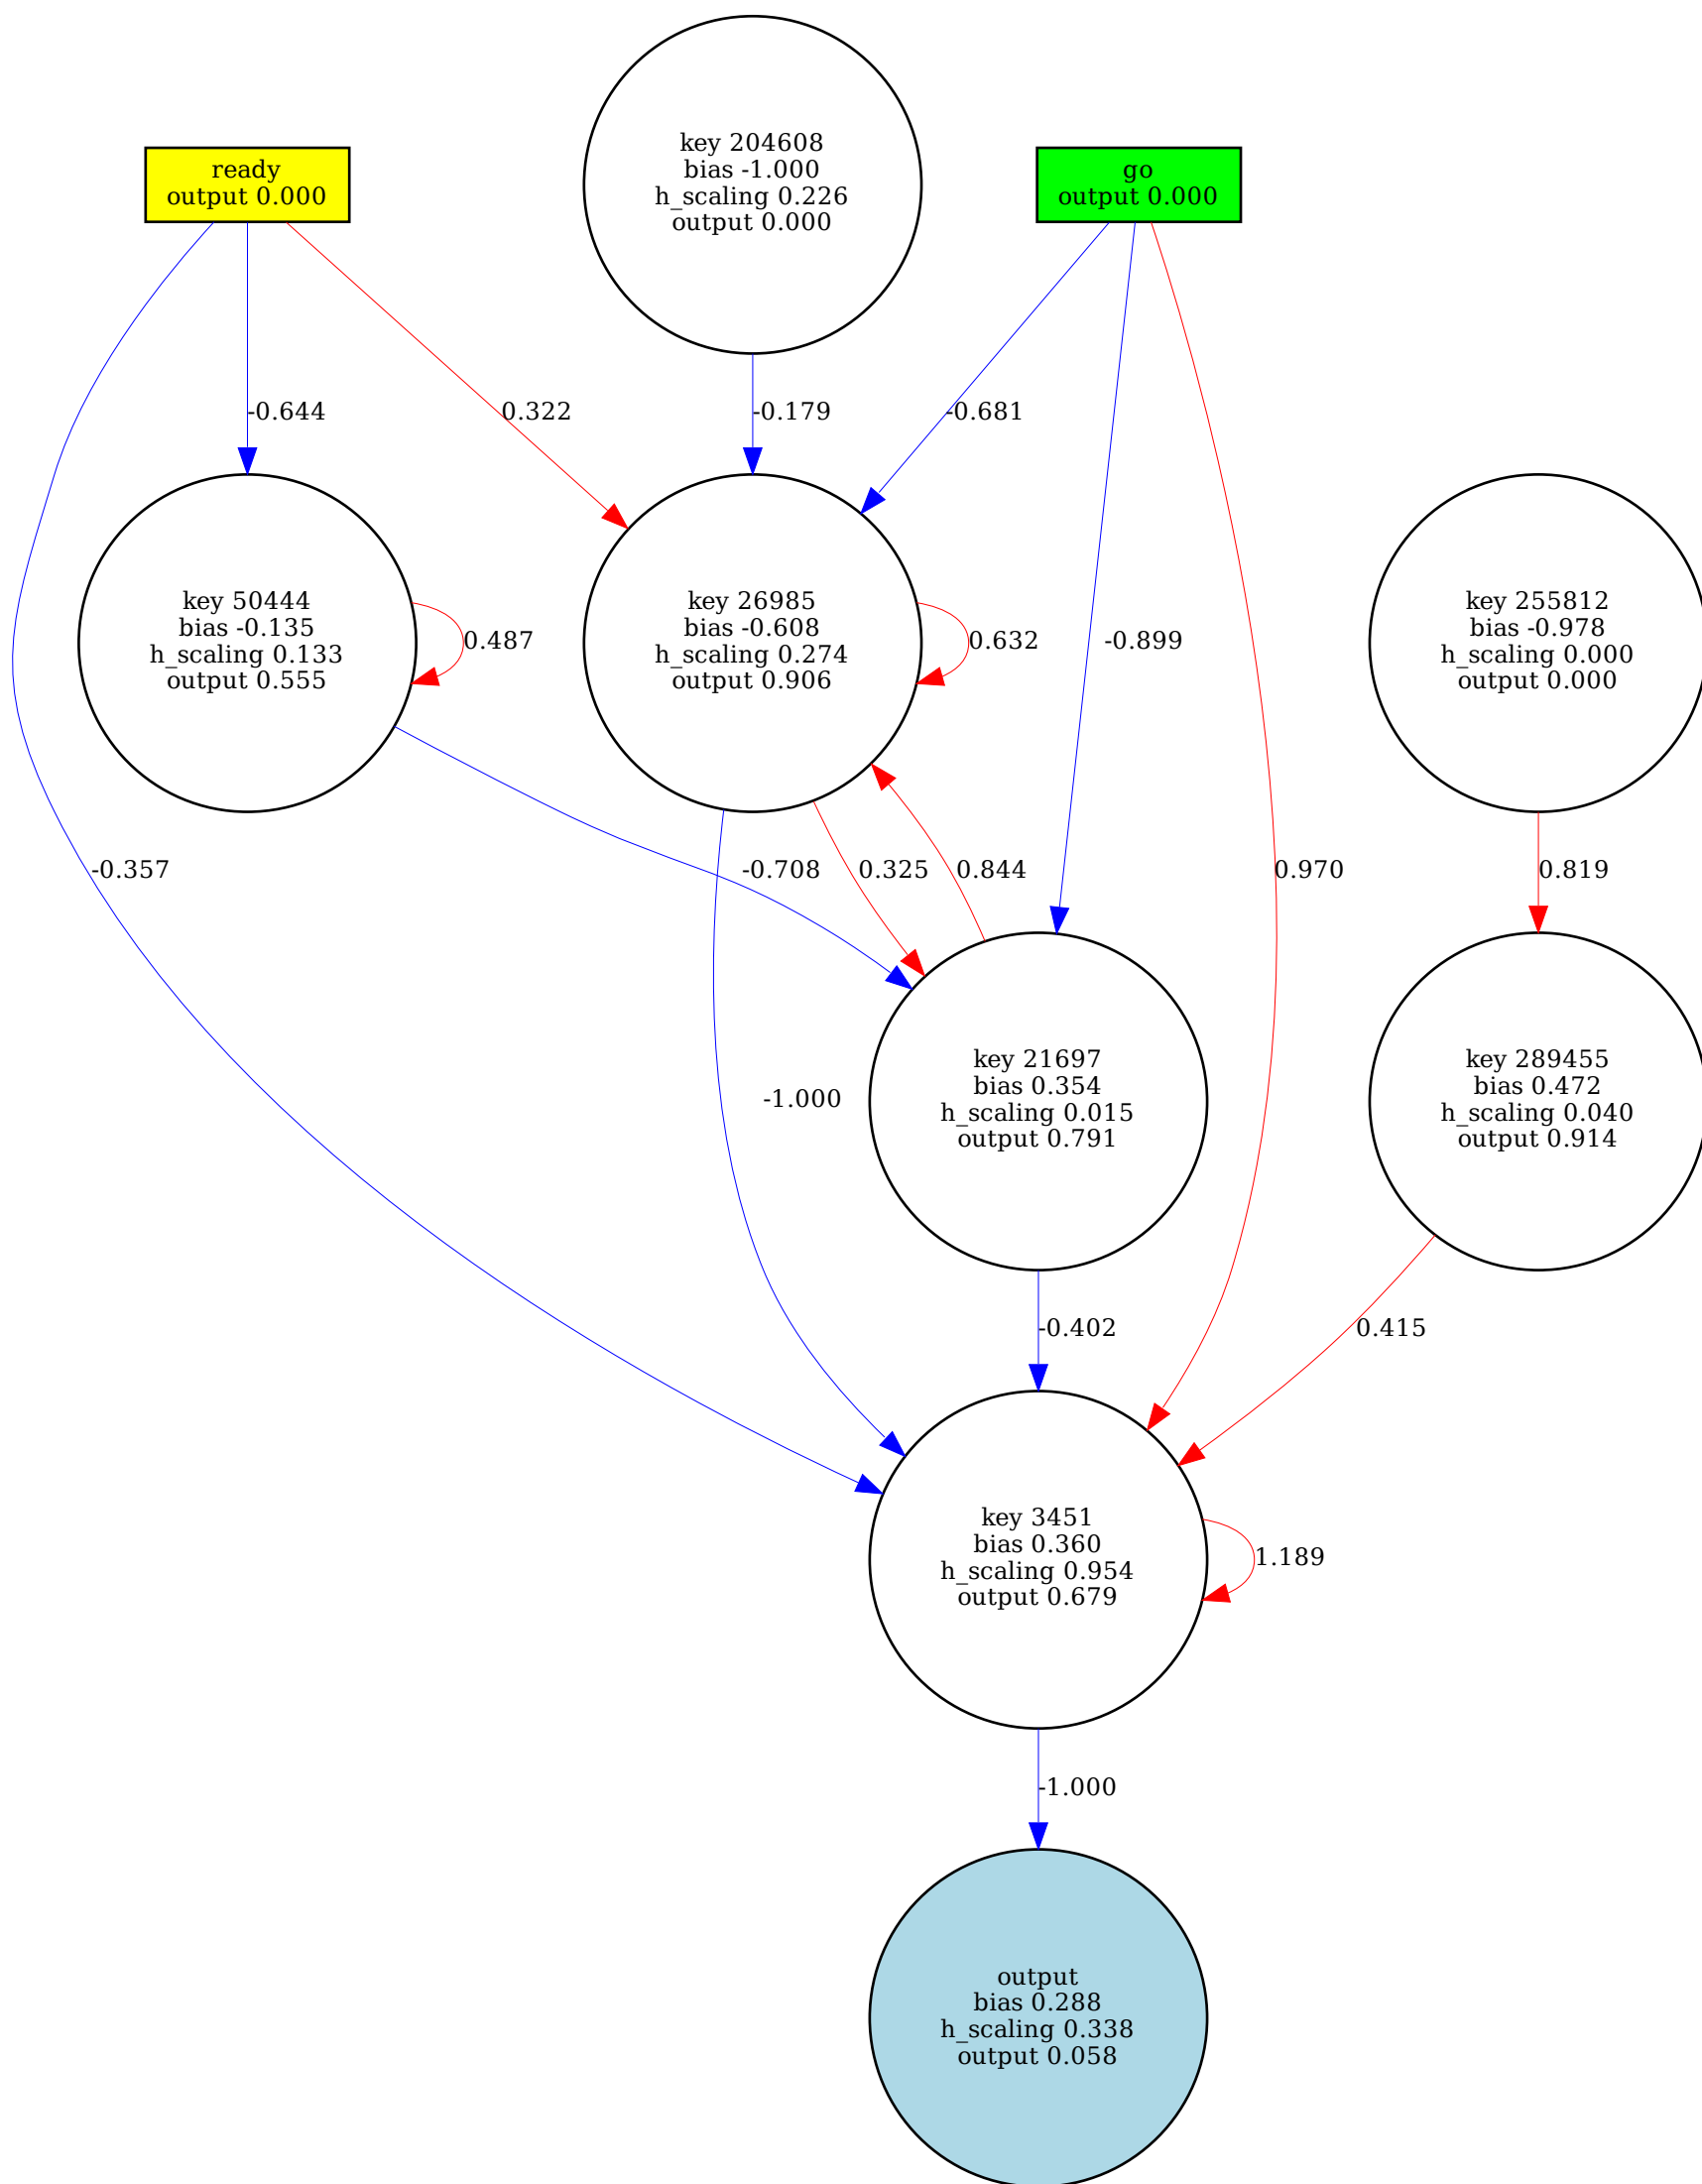 key 204608
bias -1.000
h_scaling 0.226
output 0.000
ready
output 0.000
go
output 0.000
-0.644
0.322
-0.179
-0.681
key 50444
bias -0.135
h_scaling 0.133
output 0.555
0.487
key 26985
bias -0.608
h_scaling 0.274
output 0.906
0.632
-0.899
key 255812
bias -0.978
h_scaling 0.000
output 0.000
-0.357
-0.708
0.325
0.844
0.970
0.819
-1.000
key 21697
bias 0.354
h_scaling 0.015
output 0.791
key 289455
bias 0.472
h_scaling 0.040
output 0.914
-0.402
0.415
key 3451
bias 0.360
h_scaling 0.954
output 0.679
1.189
-1.000
output
bias 0.288
h_scaling 0.338
output 0.058